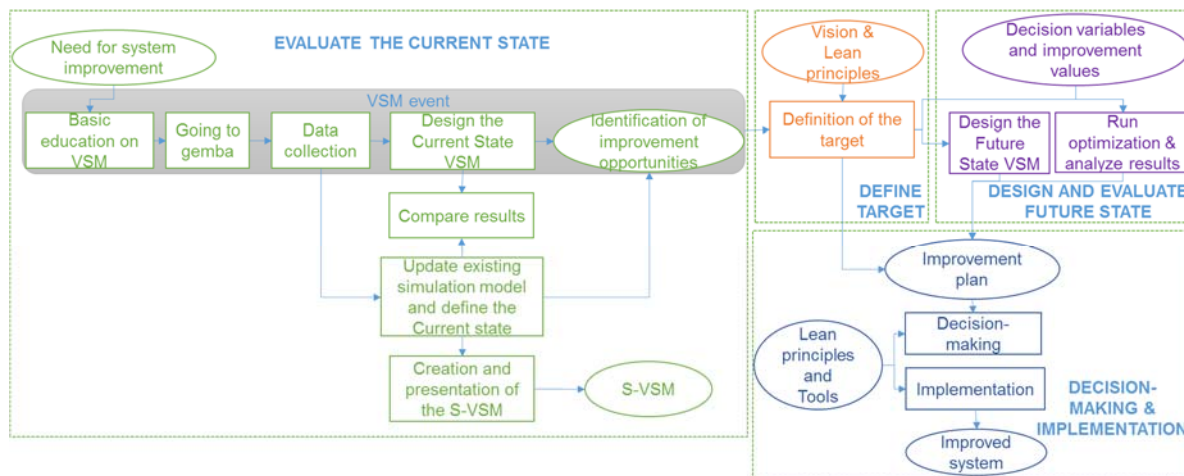 EVALUATE THE CURRENT STATE
Need for system
improvement
VSM event
Basic
education on
VSM
Going to
gemba
Data
collection
Design the
Current State
VSM
Identification of
improvement
opportunities
Compare results
Update existing
simulation model
and define the
Current state
Creation and
presentation of
the S-VSM
S-VSM
Vision &
Lean
principles
Definition of the
target
DEFINE
TARGET
Decision variables
and improvement
values
Design the
Future
State VSM
Run
optimization &
analyze results
DESIGN AND EVALUATE
FUTURE STATE
Improvement
plan
Decision-
making
Lean
principles
and
Tools
Implementation
DECISION-
MAKING &
IMPLEMENTATION
Improved
system